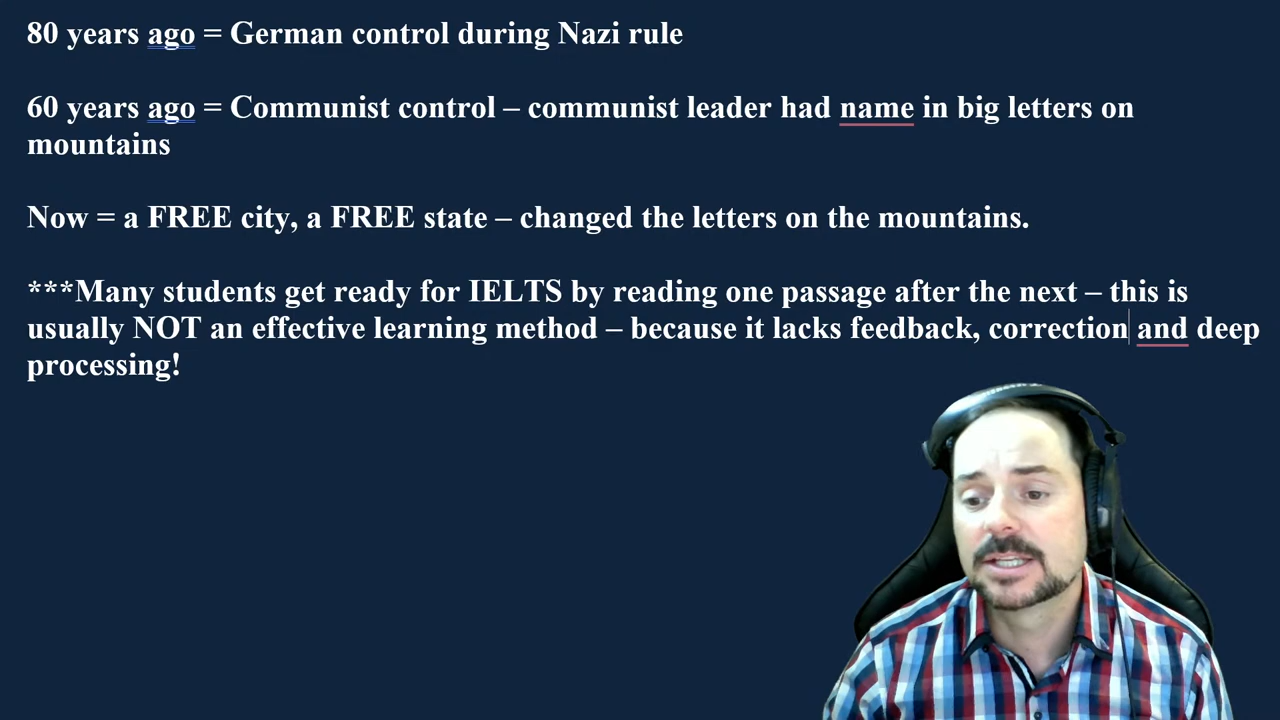 80 years ago = German control during Nazi rule
60 years ago = Communist control – communist leader had name in big letters on
mountains
Now = a FREE city, a FREE state – changed the letters on the mountains.
***Many students get ready for IELTS by reading one passage after the next – this is
usually NOT an effective learning method – because it lacks feedback, correction and deep
processing!